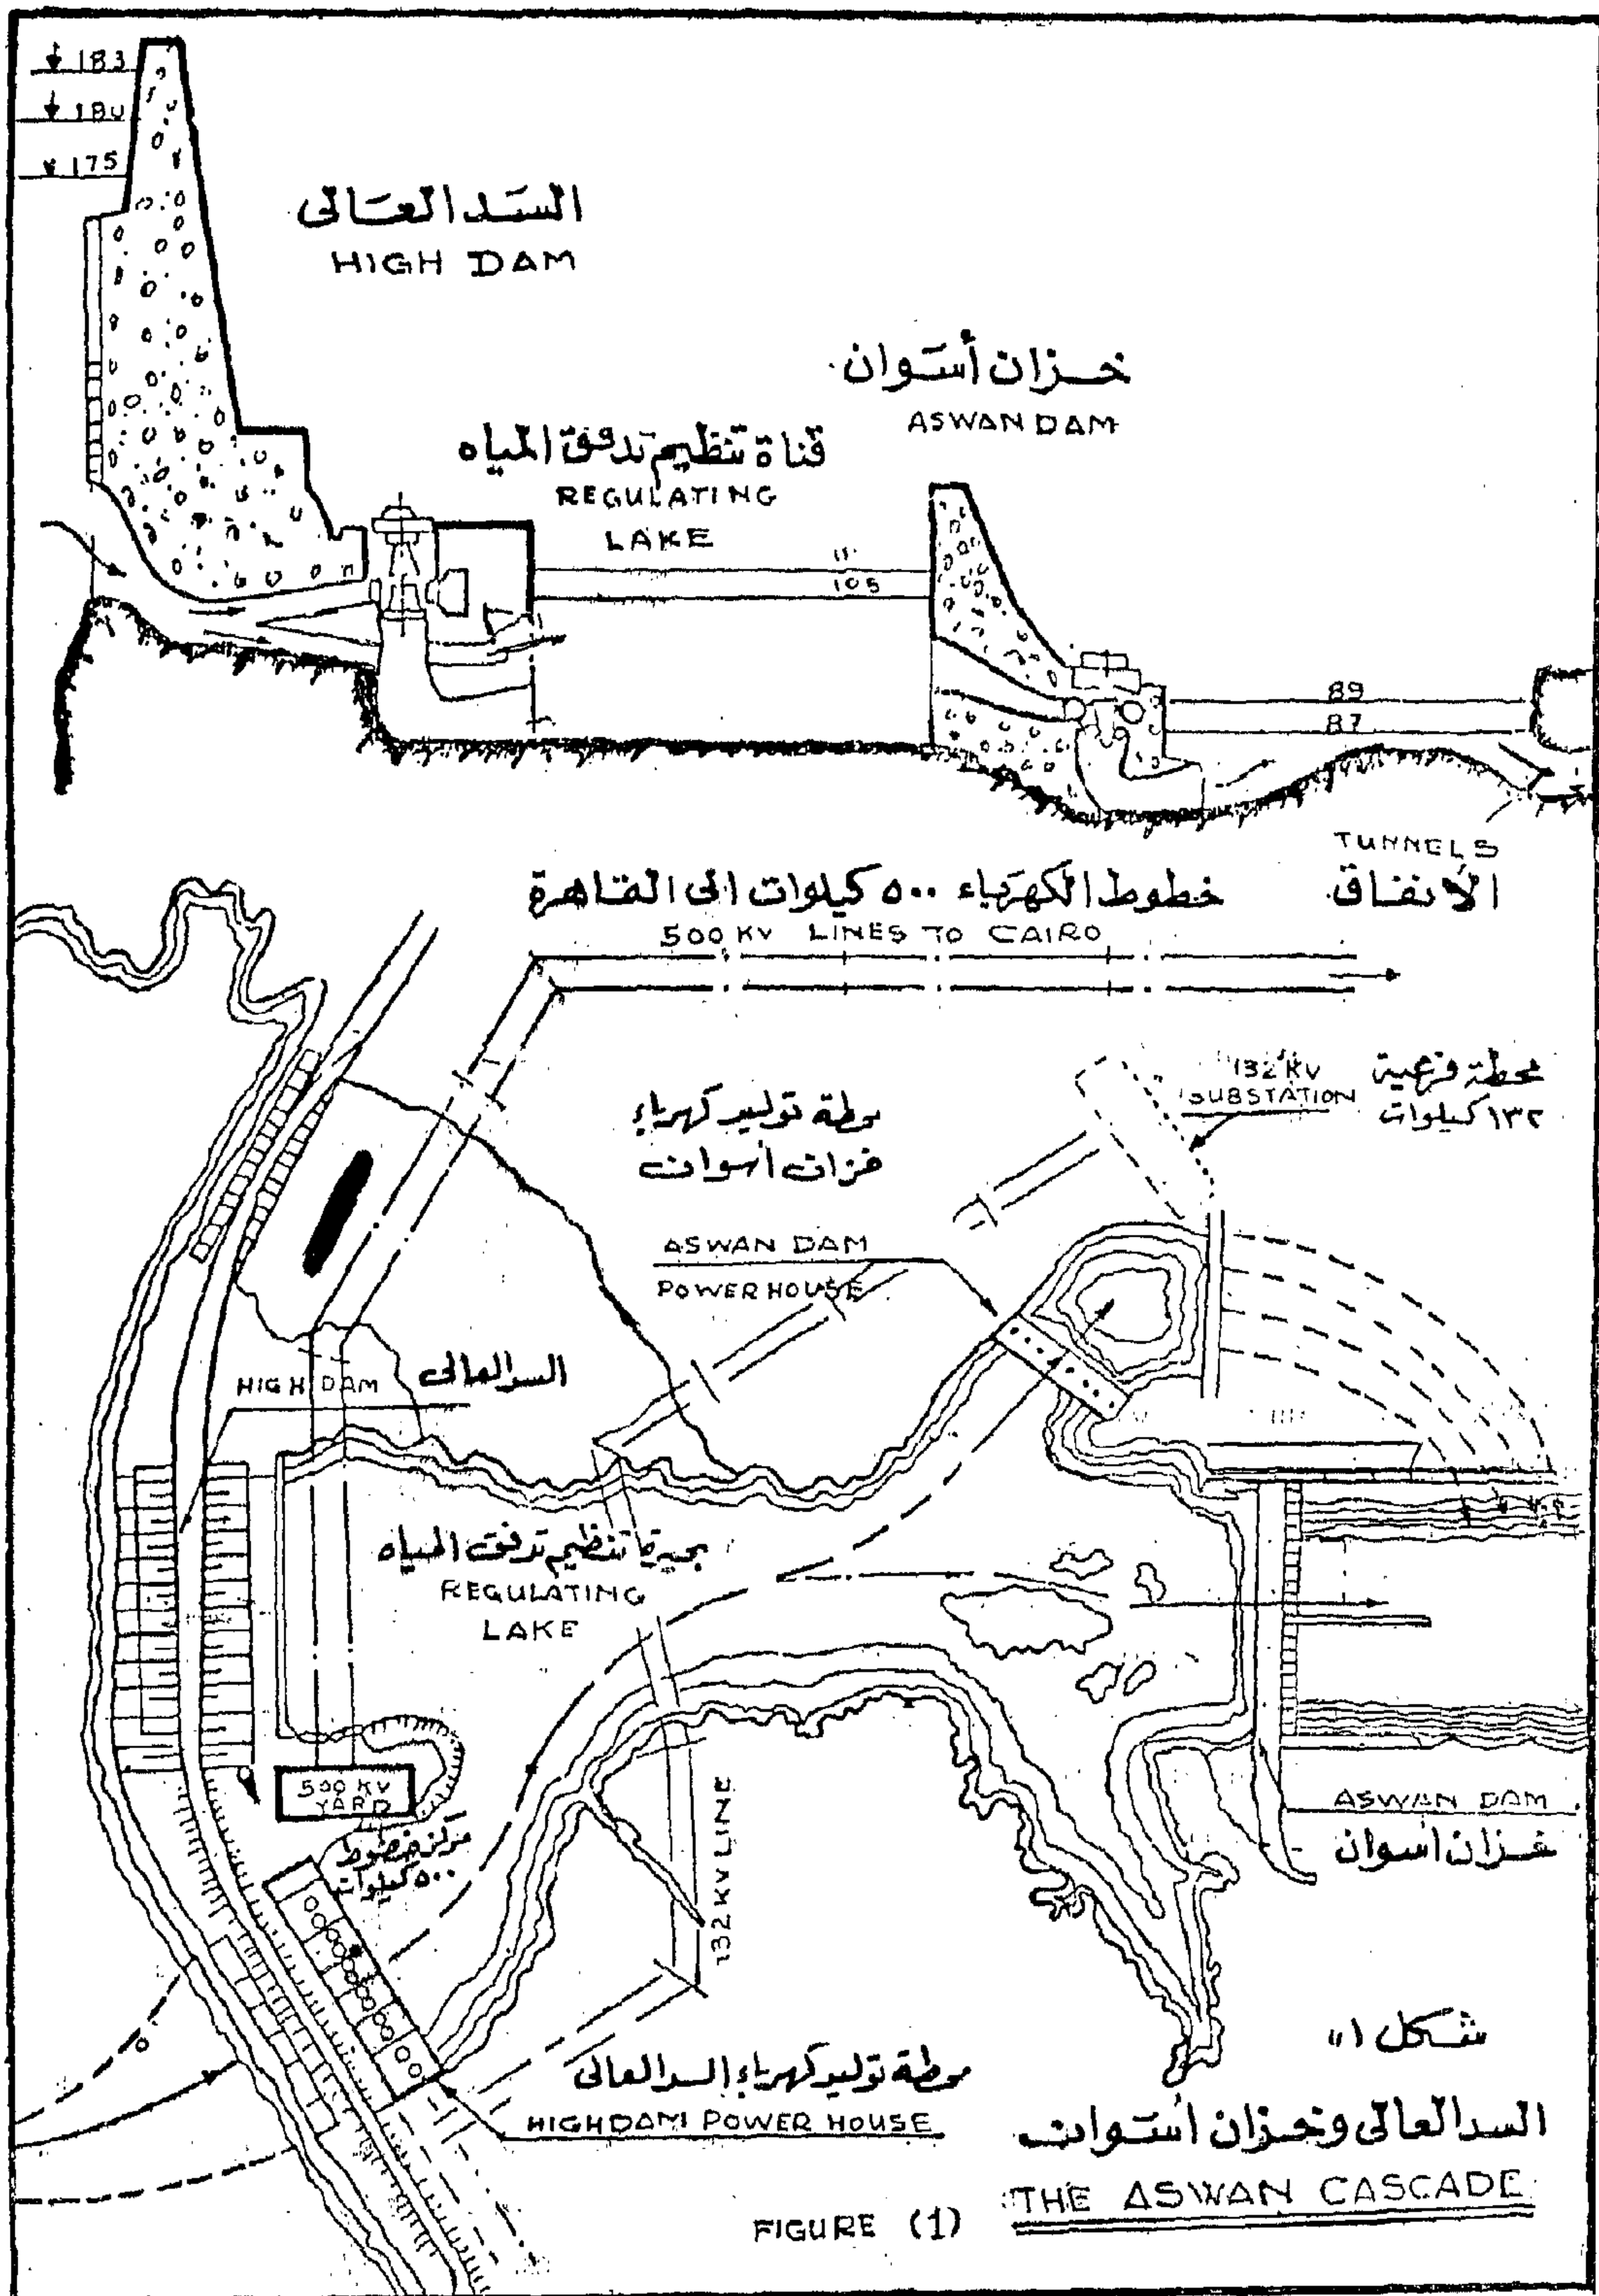 183
180
175
السد العالى
HIGH DAM
خزان أستوان
ASWAN DAM
قناة تنظيم تدفق المياه
REGULATING
LAKE
105
89
87
TUNNELS
الأنفاق
خطوط الكهرباء ٥٠٠ كيلوات الى القاهرة
500 KV LINES TO CAIRO
132 KV
SUBSTATION
محطة فرعية
١٣٢ كيلوات
محطة توليد كهرباء
خزان أسوان
ASWAN DAM
POWER HOUSE
HIGH DAM
السد العالى
بحيرة تنظيم تدفق المياه
REGULATING
LAKE
500 KV
YARD
مركز خطوط
٥٠٠ كيلوات
132 KV LINE
ASWAN DAM
خزان أسوان
محطة توليد كهرباء السد العالى
HIGH DAM POWER HOUSE
شكل ١
السد العالى وخزان أستوان
THE ASWAN CASCADE
FIGURE (1)